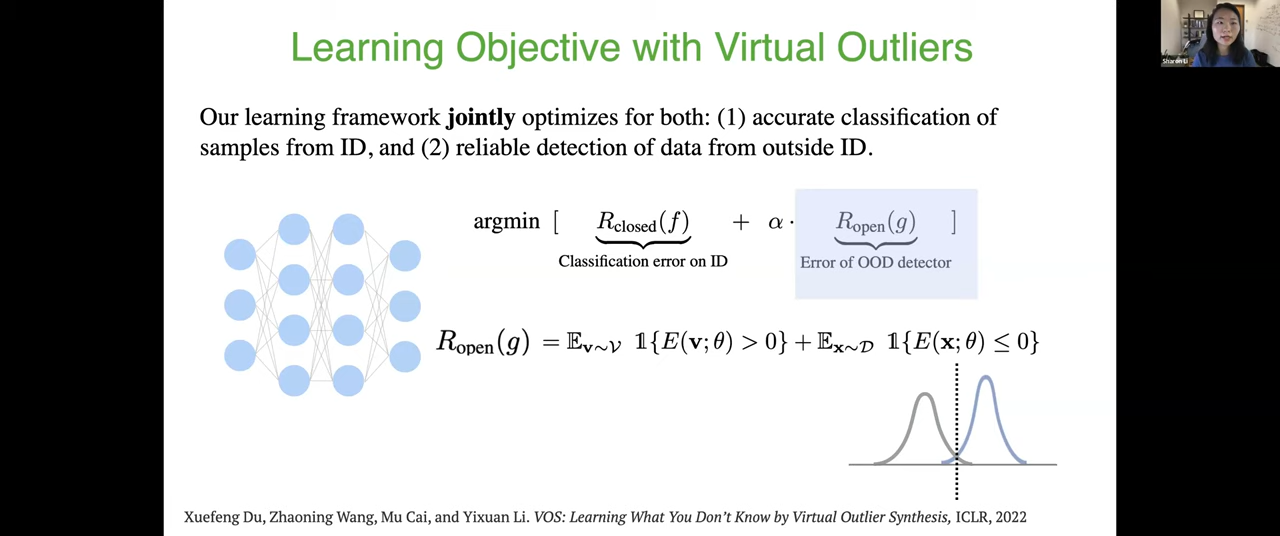 Learning Objective with Virtual Outliers
Sharon Li
Our learning framework jointly optimizes for both: (1) accurate classification of
samples from ID, and (2) reliable detection of data from outside ID.
argmin [ R_closed(f) + α · R_open(g) ]
Classification error on ID Error of OOD detector
R_open(g) = 𝔼_{v∼𝒱} 𝟙{E(v; θ) > 0} + 𝔼_{x∼𝒟} 𝟙{E(x; θ) ≤ 0}
Xuefeng Du, Zhaoning Wang, Mu Cai, and Yixuan Li. VOS: Learning What You Don't Know by Virtual Outlier Synthesis, ICLR, 2022